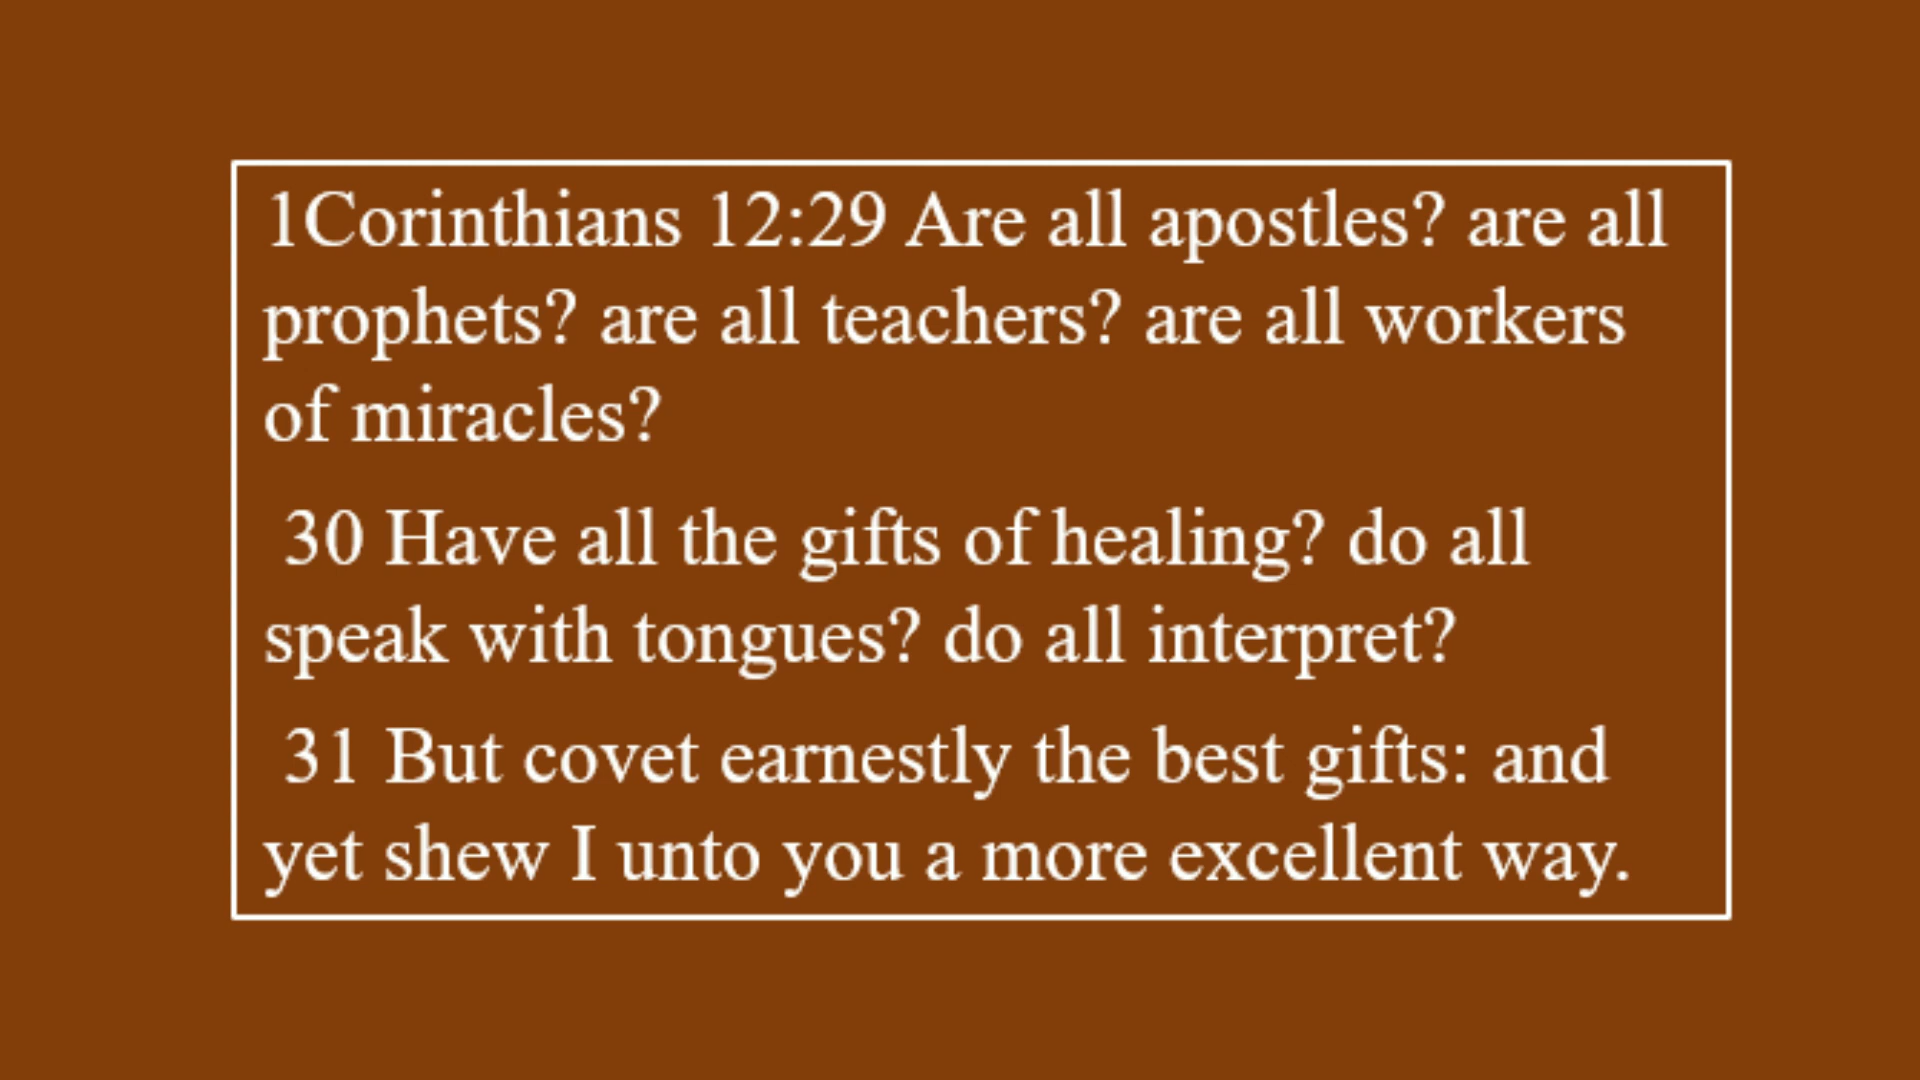 1Corinthians 12:29 Are all apostles? are all
prophets? are all teachers? are all workers
of miracles?
30 Have all the gifts of healing? do all
speak with tongues? do all interpret?
31 But covet earnestly the best gifts: and
yet shew I unto you a more excellent way.